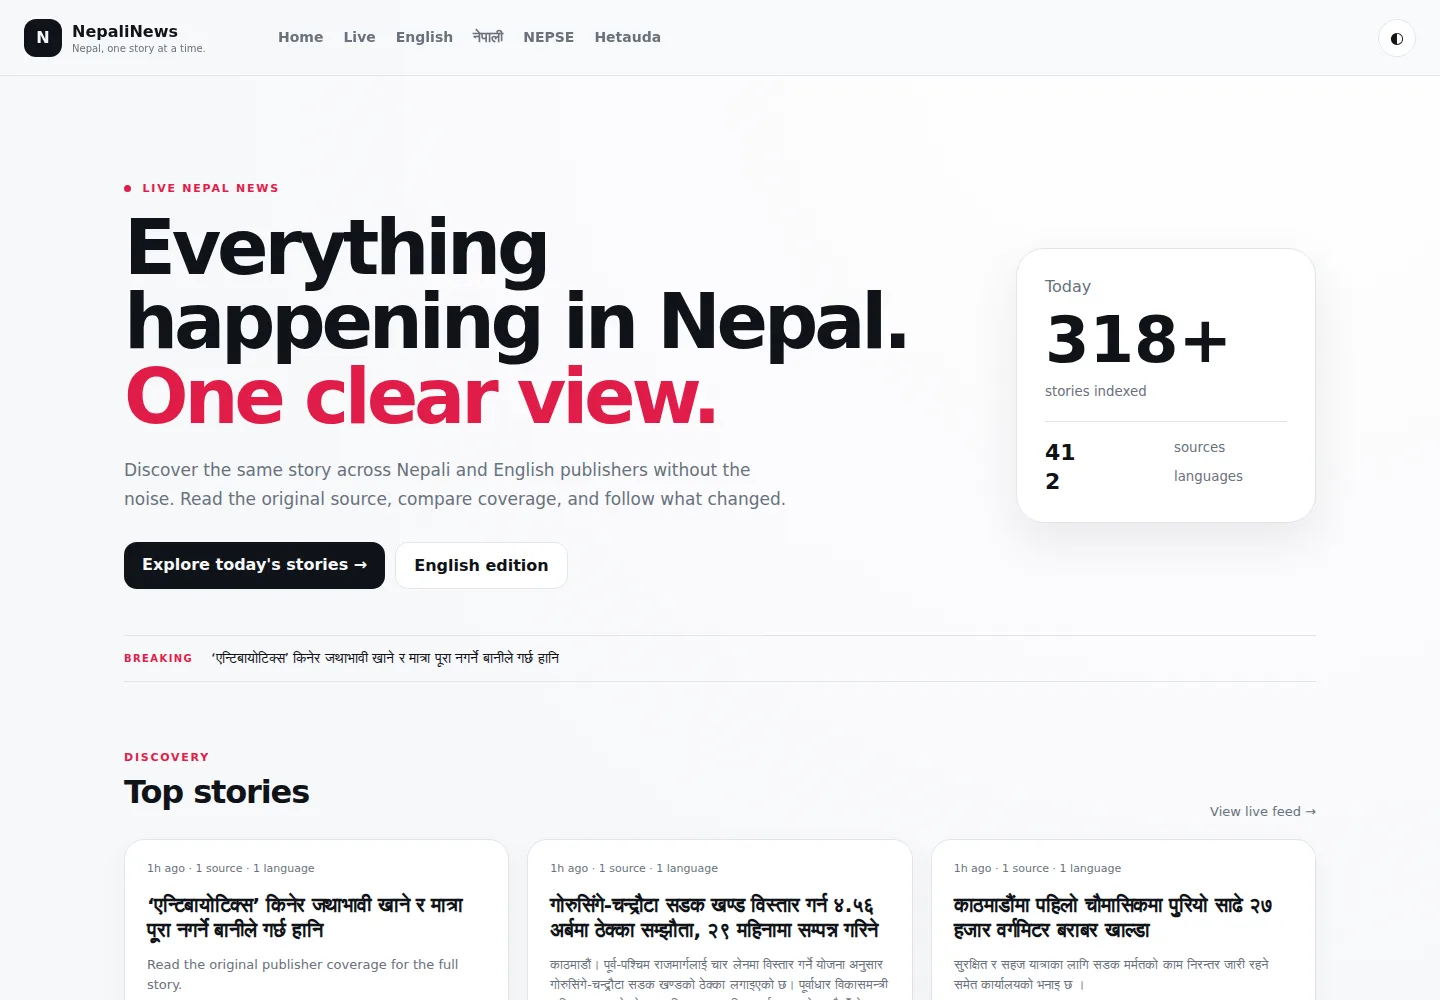 N
NepaliNews
Nepal, one story at a time.
Home Live English नेपाली NEPSE Hetauda
LIVE NEPAL NEWS
Everything
happening in Nepal.
One clear view.
Discover the same story across Nepali and English publishers without the
noise. Read the original source, compare coverage, and follow what changed.
Explore today's stories →
English edition
Today
318+
stories indexed
41 sources
2 languages
BREAKING ‘एन्टिबायोटिक्स’ किनेर जथाभावी खाने र मात्रा पूरा नगर्ने बानीले गर्छ हानि
DISCOVERY
Top stories
View live feed →
1h ago · 1 source · 1 language
‘एन्टिबायोटिक्स’ किनेर जथाभावी खाने र मात्रा
पूरा नगर्ने बानीले गर्छ हानि
Read the original publisher coverage for the full
story.
1h ago · 1 source · 1 language
गोरुसिंगे-चन्द्रौटा सडक खण्ड विस्तार गर्न ४.५६
अर्बमा ठेक्का सम्झौता, २९ महिनामा सम्पन्न गरिने
काठमाडौं । पूर्व-पश्चिम राजमार्गलाई चार लेनमा विस्तार गर्ने योजना अनुसार
गोरुसिंगे-चन्द्रौटा सडक खण्डको ठेक्का लगाइएको छ। पूर्वाधार विकासमन्त्री
1h ago · 1 source · 1 language
काठमाडौंमा पहिलो चौमासिकमा पुरियो साढे २७
हजार वर्गमिटर बराबर खाल्डा
सुरक्षित र सहज यात्राका लागि सडक मर्मतको काम निरन्तर जारी रहने
समेत कार्यालयको भनाइ छ ।